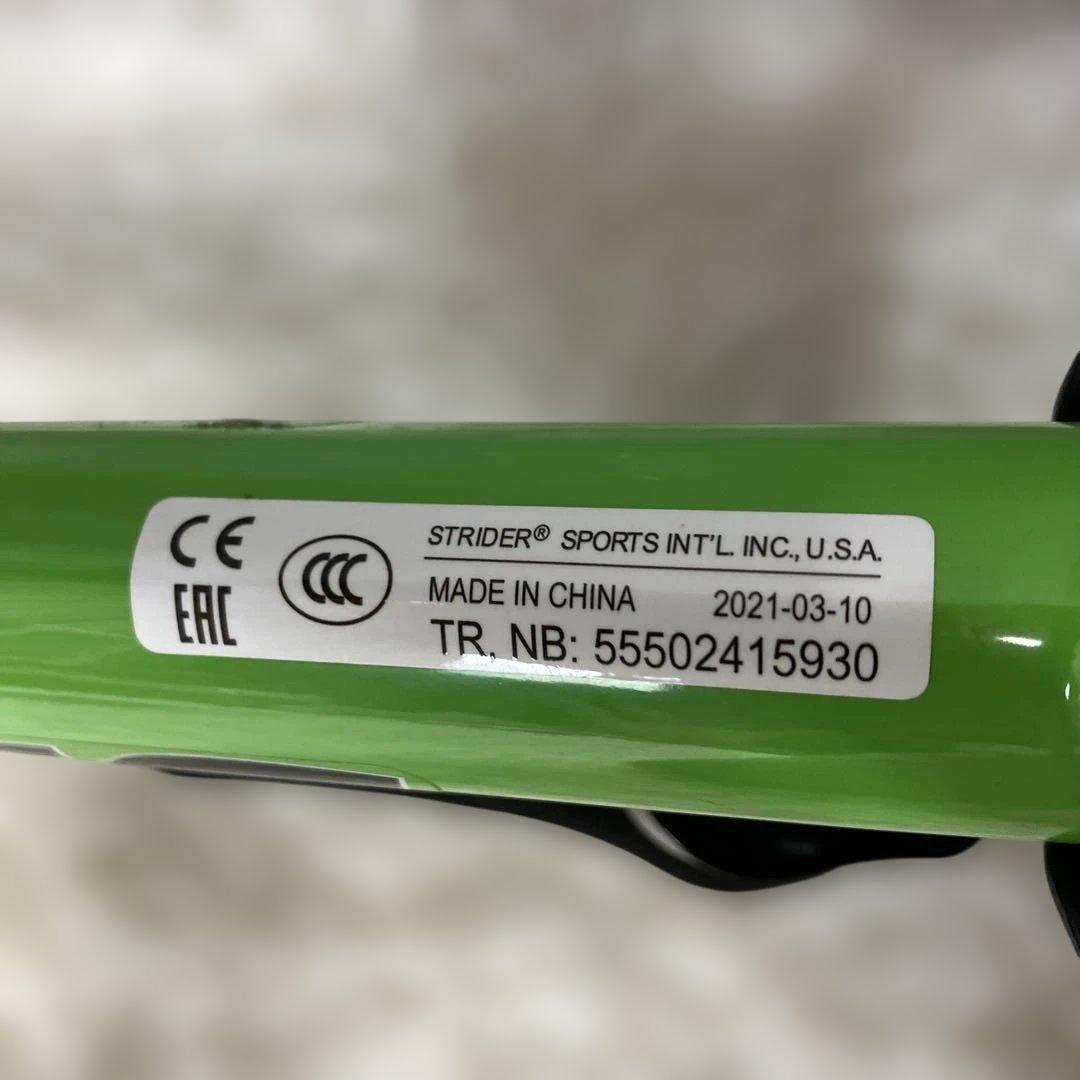 CE
EAC
CCC
STRIDER® SPORTS INT'L. INC., U.S.A.
MADE IN CHINA 2021-03-10
TR, NB: 55502415930